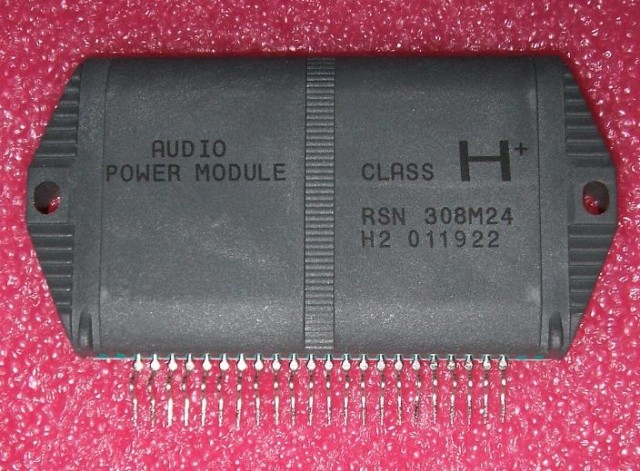 AUDIO
POWER MODULE
CLASS H+
RSN 308M24
H2 011922